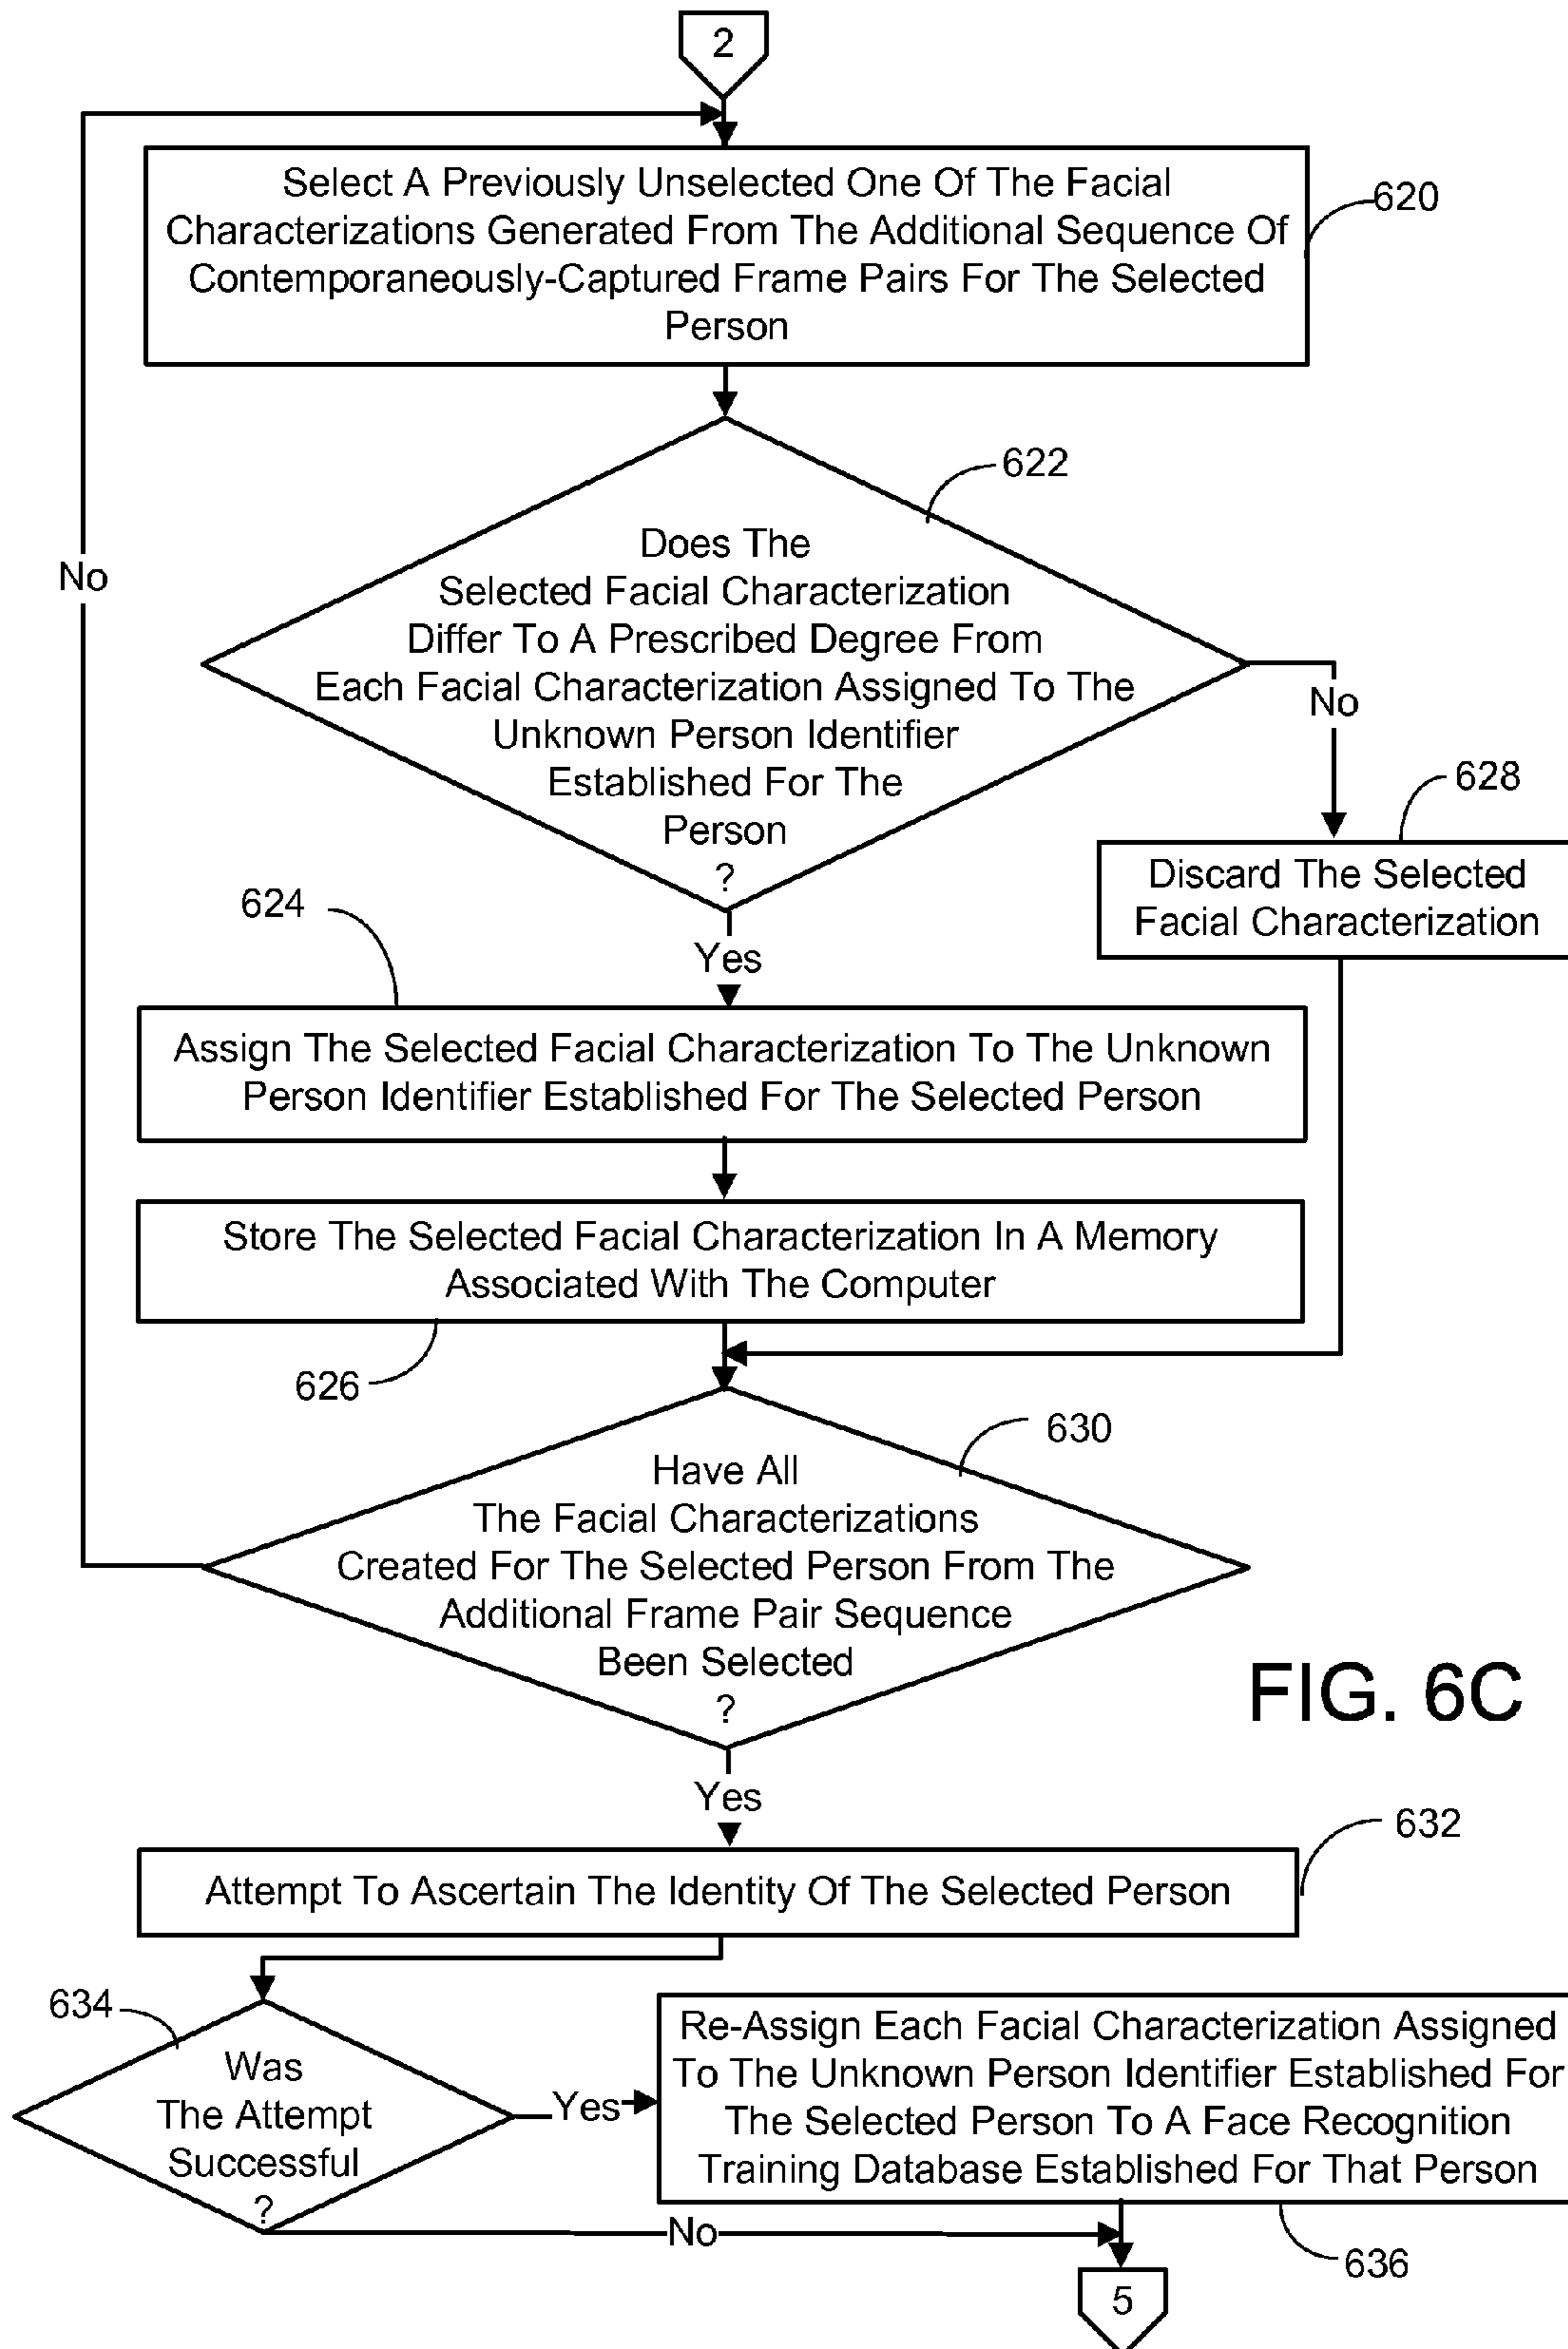 2
Select A Previously Unselected One Of The Facial
Characterizations Generated From The Additional Sequence Of
Contemporaneously-Captured Frame Pairs For The Selected
Person
620
622
Does The
Selected Facial Characterization
Differ To A Prescribed Degree From
Each Facial Characterization Assigned To The
Unknown Person Identifier
Established For The
Person
?
No
No
628
Discard The Selected
Facial Characterization
624
Yes
Assign The Selected Facial Characterization To The Unknown
Person Identifier Established For The Selected Person
Store The Selected Facial Characterization In A Memory
Associated With The Computer
626
630
Have All
The Facial Characterizations
Created For The Selected Person From The
Additional Frame Pair Sequence
Been Selected
?
FIG. 6C
Yes
632
Attempt To Ascertain The Identity Of The Selected Person
634
Was
The Attempt
Successful
?
Yes
Re-Assign Each Facial Characterization Assigned
To The Unknown Person Identifier Established For
The Selected Person To A Face Recognition
Training Database Established For That Person
No
636
5